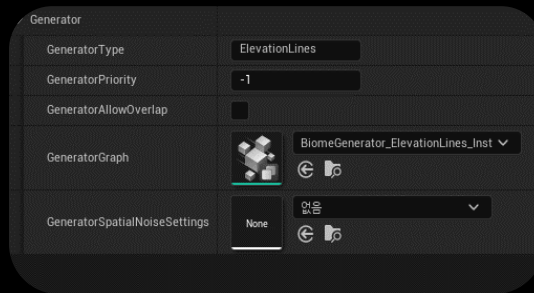 Generator
GeneratorType ElevationLines
GeneratorPriority -1
GeneratorAllowOverlap
GeneratorGraph BiomeGenerator_ElevationLines_Inst
GeneratorSpatialNoiseSettings None 없음